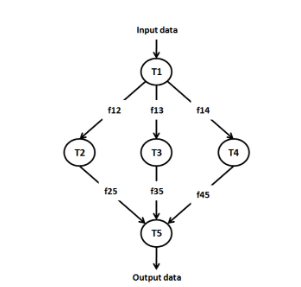 Input data
T1
f12 f13 f14
T2 T3 T4
f25 f35 f45
T5
Output data